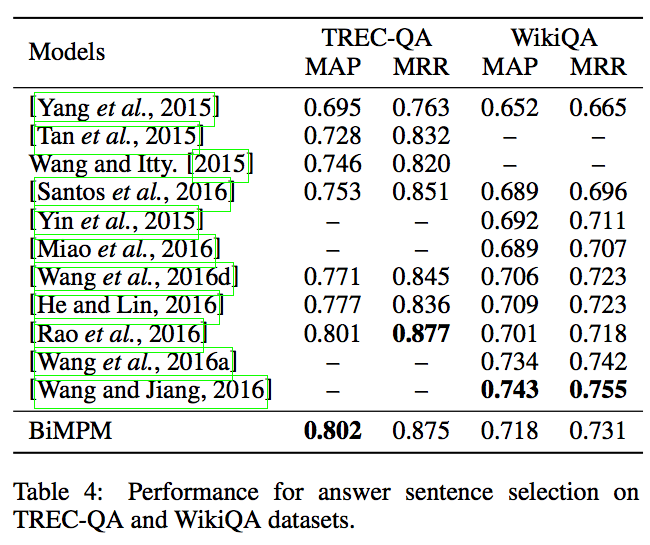 Models TREC-QA WikiQA
MAP MRR MAP MRR
[Yang et al., 2015] 0.695 0.763 0.652 0.665
[Tan et al., 2015] 0.728 0.832 – –
Wang and Itty. [2015] 0.746 0.820 – –
[Santos et al., 2016] 0.753 0.851 0.689 0.696
[Yin et al., 2015] – – 0.692 0.711
[Miao et al., 2016] – – 0.689 0.707
[Wang et al., 2016d] 0.771 0.845 0.706 0.723
[He and Lin, 2016] 0.777 0.836 0.709 0.723
[Rao et al., 2016] 0.801 0.877 0.701 0.718
[Wang et al., 2016a] – – 0.734 0.742
[Wang and Jiang, 2016] – – 0.743 0.755
BiMPM 0.802 0.875 0.718 0.731
Table 4: Performance for answer sentence selection on
TREC-QA and WikiQA datasets.